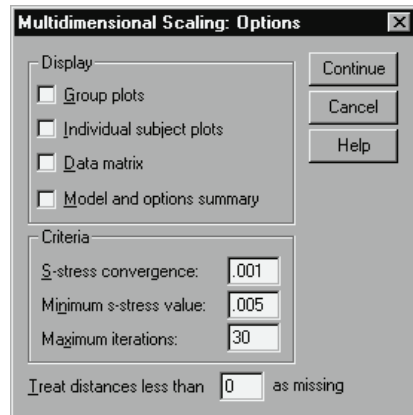 Multidimensional Scaling: Options
Display
Group plots
Individual subject plots
Data matrix
Model and options summary
Continue
Cancel
Help
Criteria
S-stress convergence: .001
Minimum s-stress value: .005
Maximum iterations: 30
Treat distances less than 0 as missing